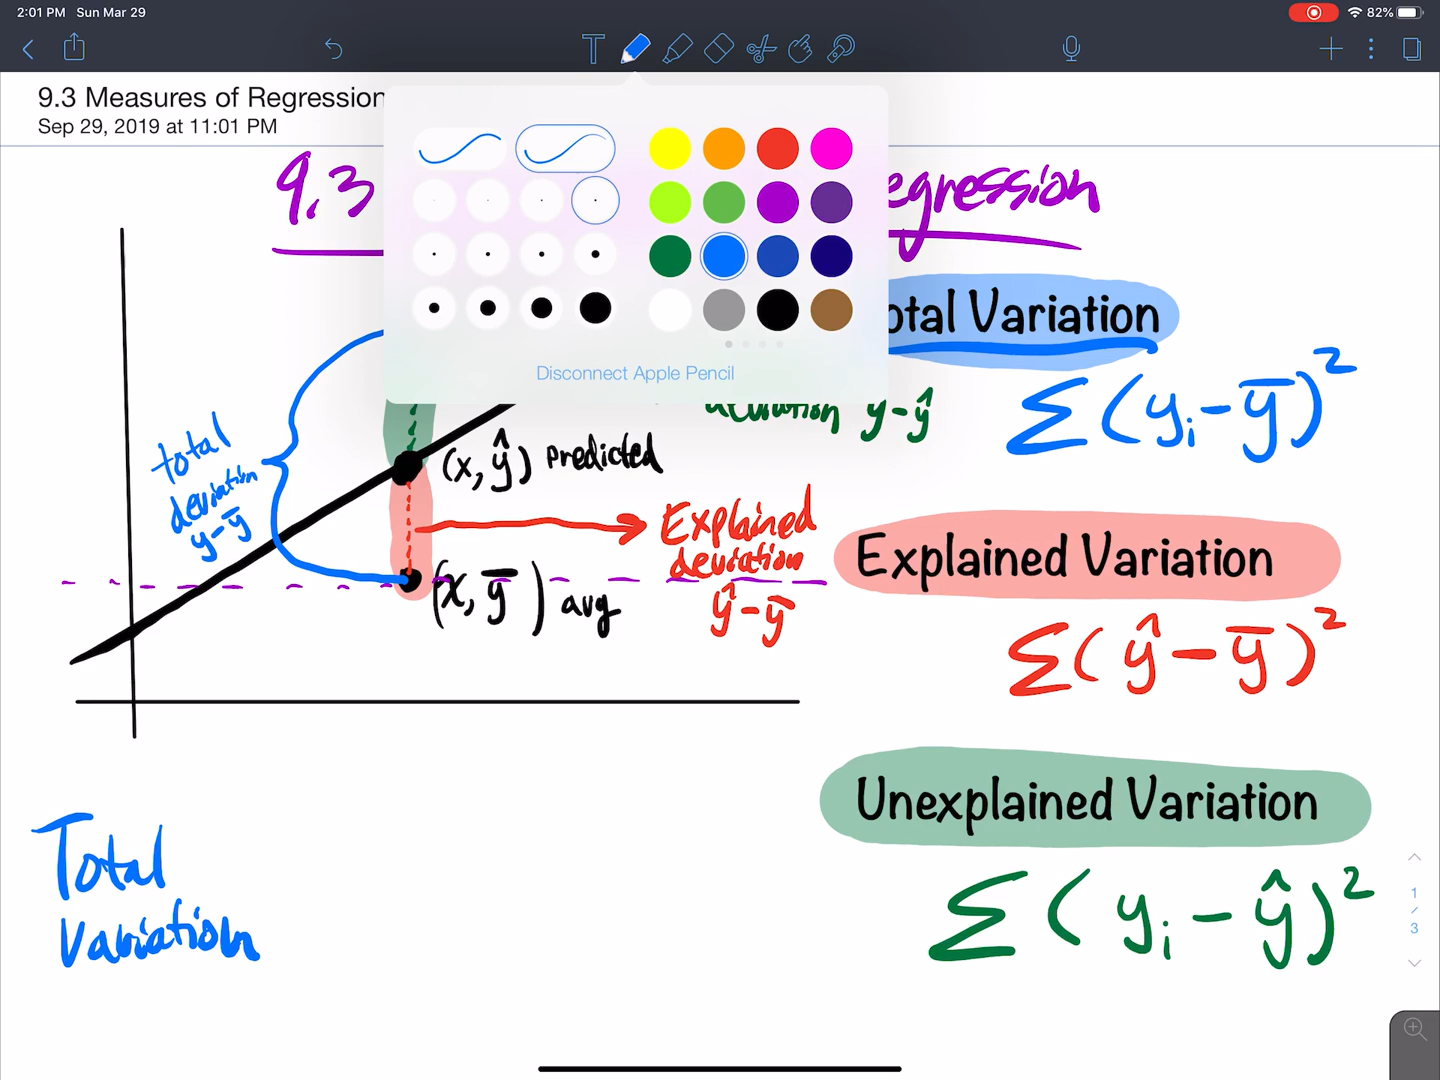 2:01 PM Sun Mar 29
82%
9.3 Measures of Regression
Sep 29, 2019 at 11:01 PM
9.3 egression
Disconnect Apple Pencil
otal Variation
Σ(yᵢ-ȳ)²
deviation y-ŷ
total
deviation
y-ȳ
(x, ŷ) predicted
Explained
deviation
ŷ-ȳ
(x, ȳ) avg
Explained Variation
Σ(ŷ-ȳ)²
Unexplained Variation
Σ(yᵢ-ŷ)²
Total
Variation
1
/
3